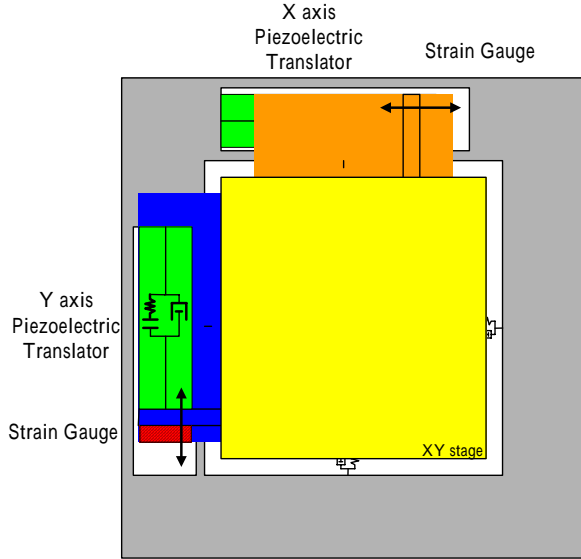 X axis
Piezoelectric
Translator
Strain Gauge
Y axis
Piezoelectric
Translator
Strain Gauge
XY stage